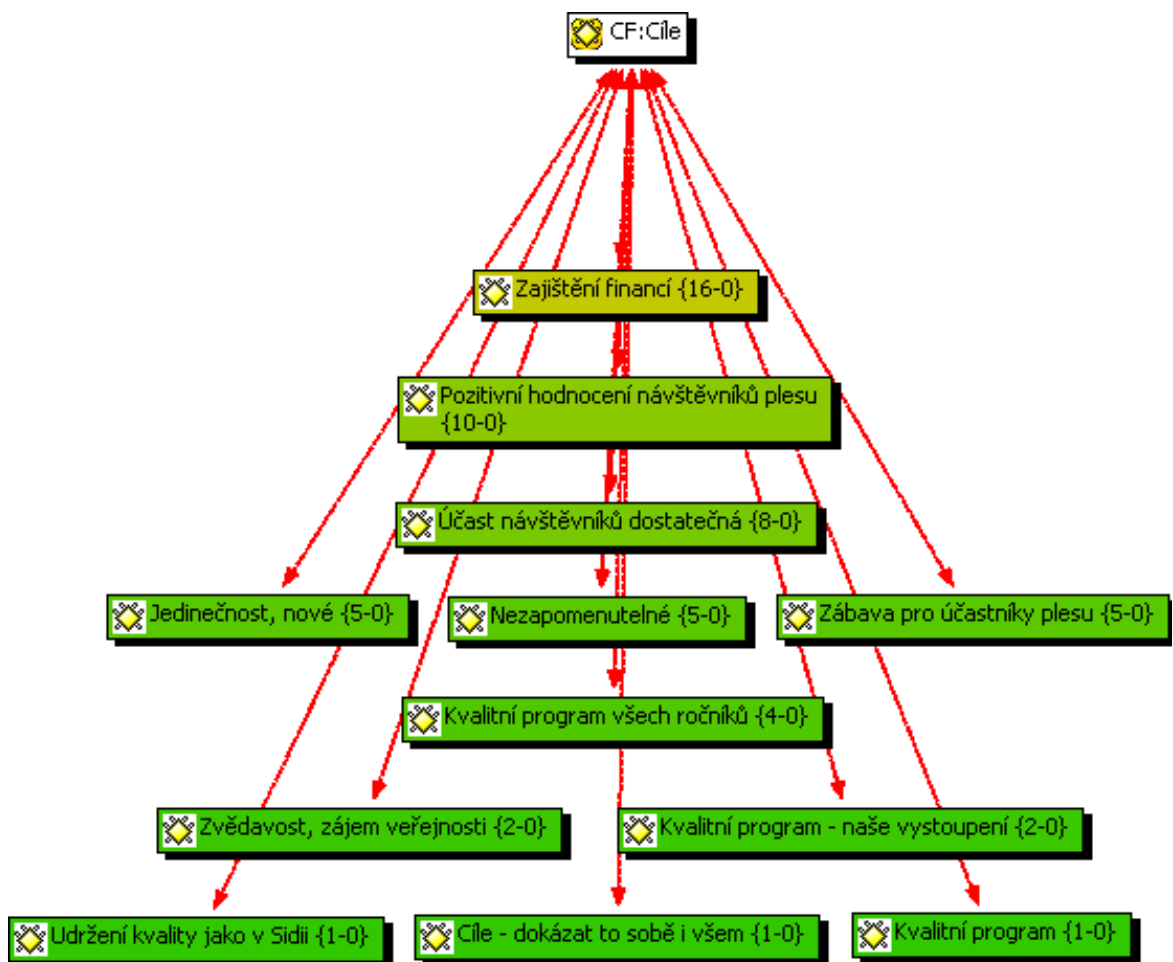 CF:Cíle
Zajištění financí {16-0}
Pozitivní hodnocení návštěvníků plesu
{10-0}
Účast návštěvníků dostatečná {8-0}
Jedinečnost, nové {5-0}
Nezapomenutelné {5-0}
Zábava pro účastníky plesu {5-0}
Kvalitní program všech ročníků {4-0}
Zvědavost, zájem veřejnosti {2-0}
Kvalitní program - naše vystoupení {2-0}
Udržení kvality jako v Sidii {1-0}
Cíle - dokázat to sobě i všem {1-0}
Kvalitní program {1-0}